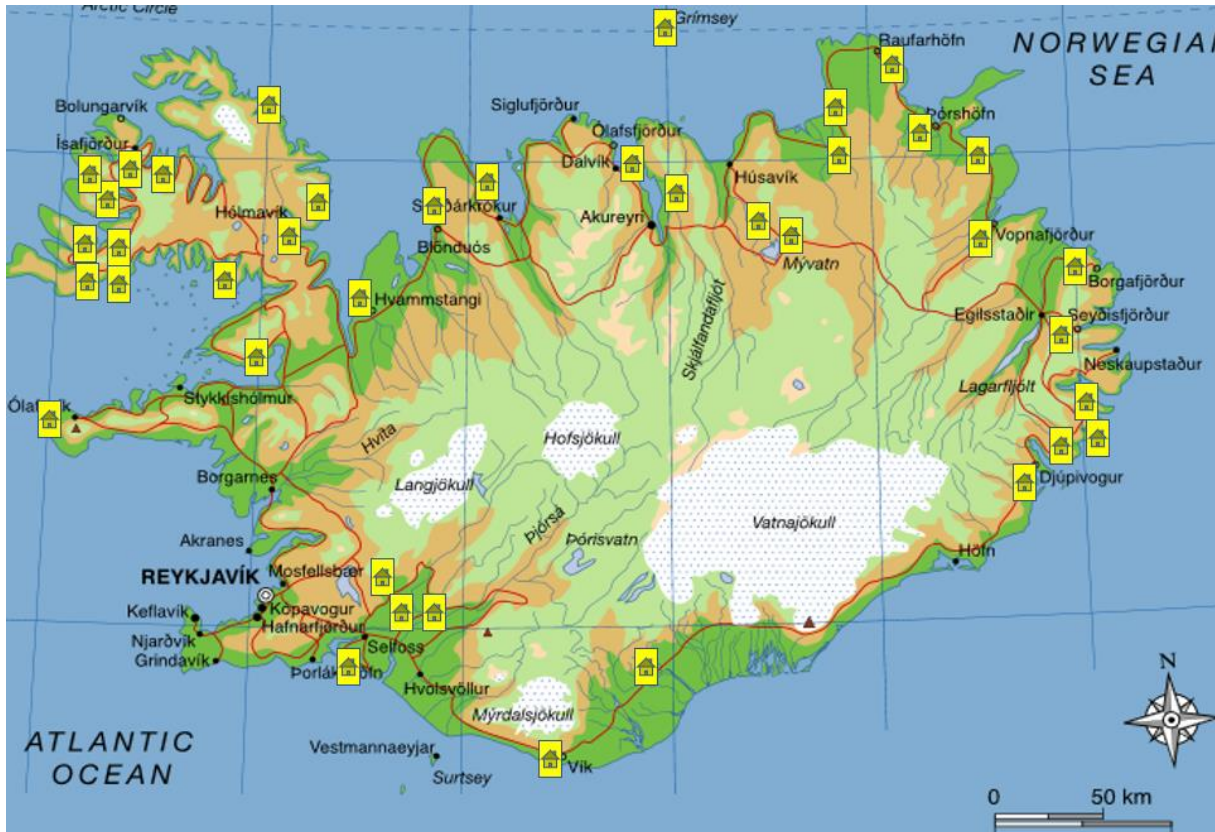 Arctic Circle
Grímsey
NORWEGIAN
SEA
Raufarhöfn
Bolungarvík
Siglufjörður
Þórshöfn
Ísafjörður
Ólafsfjörður
Dalvík
Húsavík
Hólmavík
Akureyri
Blönduós
Vopnafjörður
Mývatn
Borgafjörður
Hvammstangi
Skjálfandafljót
Egilsstaðir
Seyðisfjörður
Neskaupstaður
Stykkishólmur
Lagarfljólt
Hvíta
Hofsjökull
Langjökull
Borgarnes
Djúpivogur
Þjórsá
Vatnajökull
Akranes
Þórisvatn
Höfn
Mosfellsbær
REYKJAVÍK
Keflavík
Kópavogur
Hafnarfjörður
Njarðvík
Selfoss
Grindavík
Hvolsvöllur
Mýrdalsjökull
N
ATLANTIC
OCEAN
Vestmannaeyjar
Vík
Surtsey
0 50 km